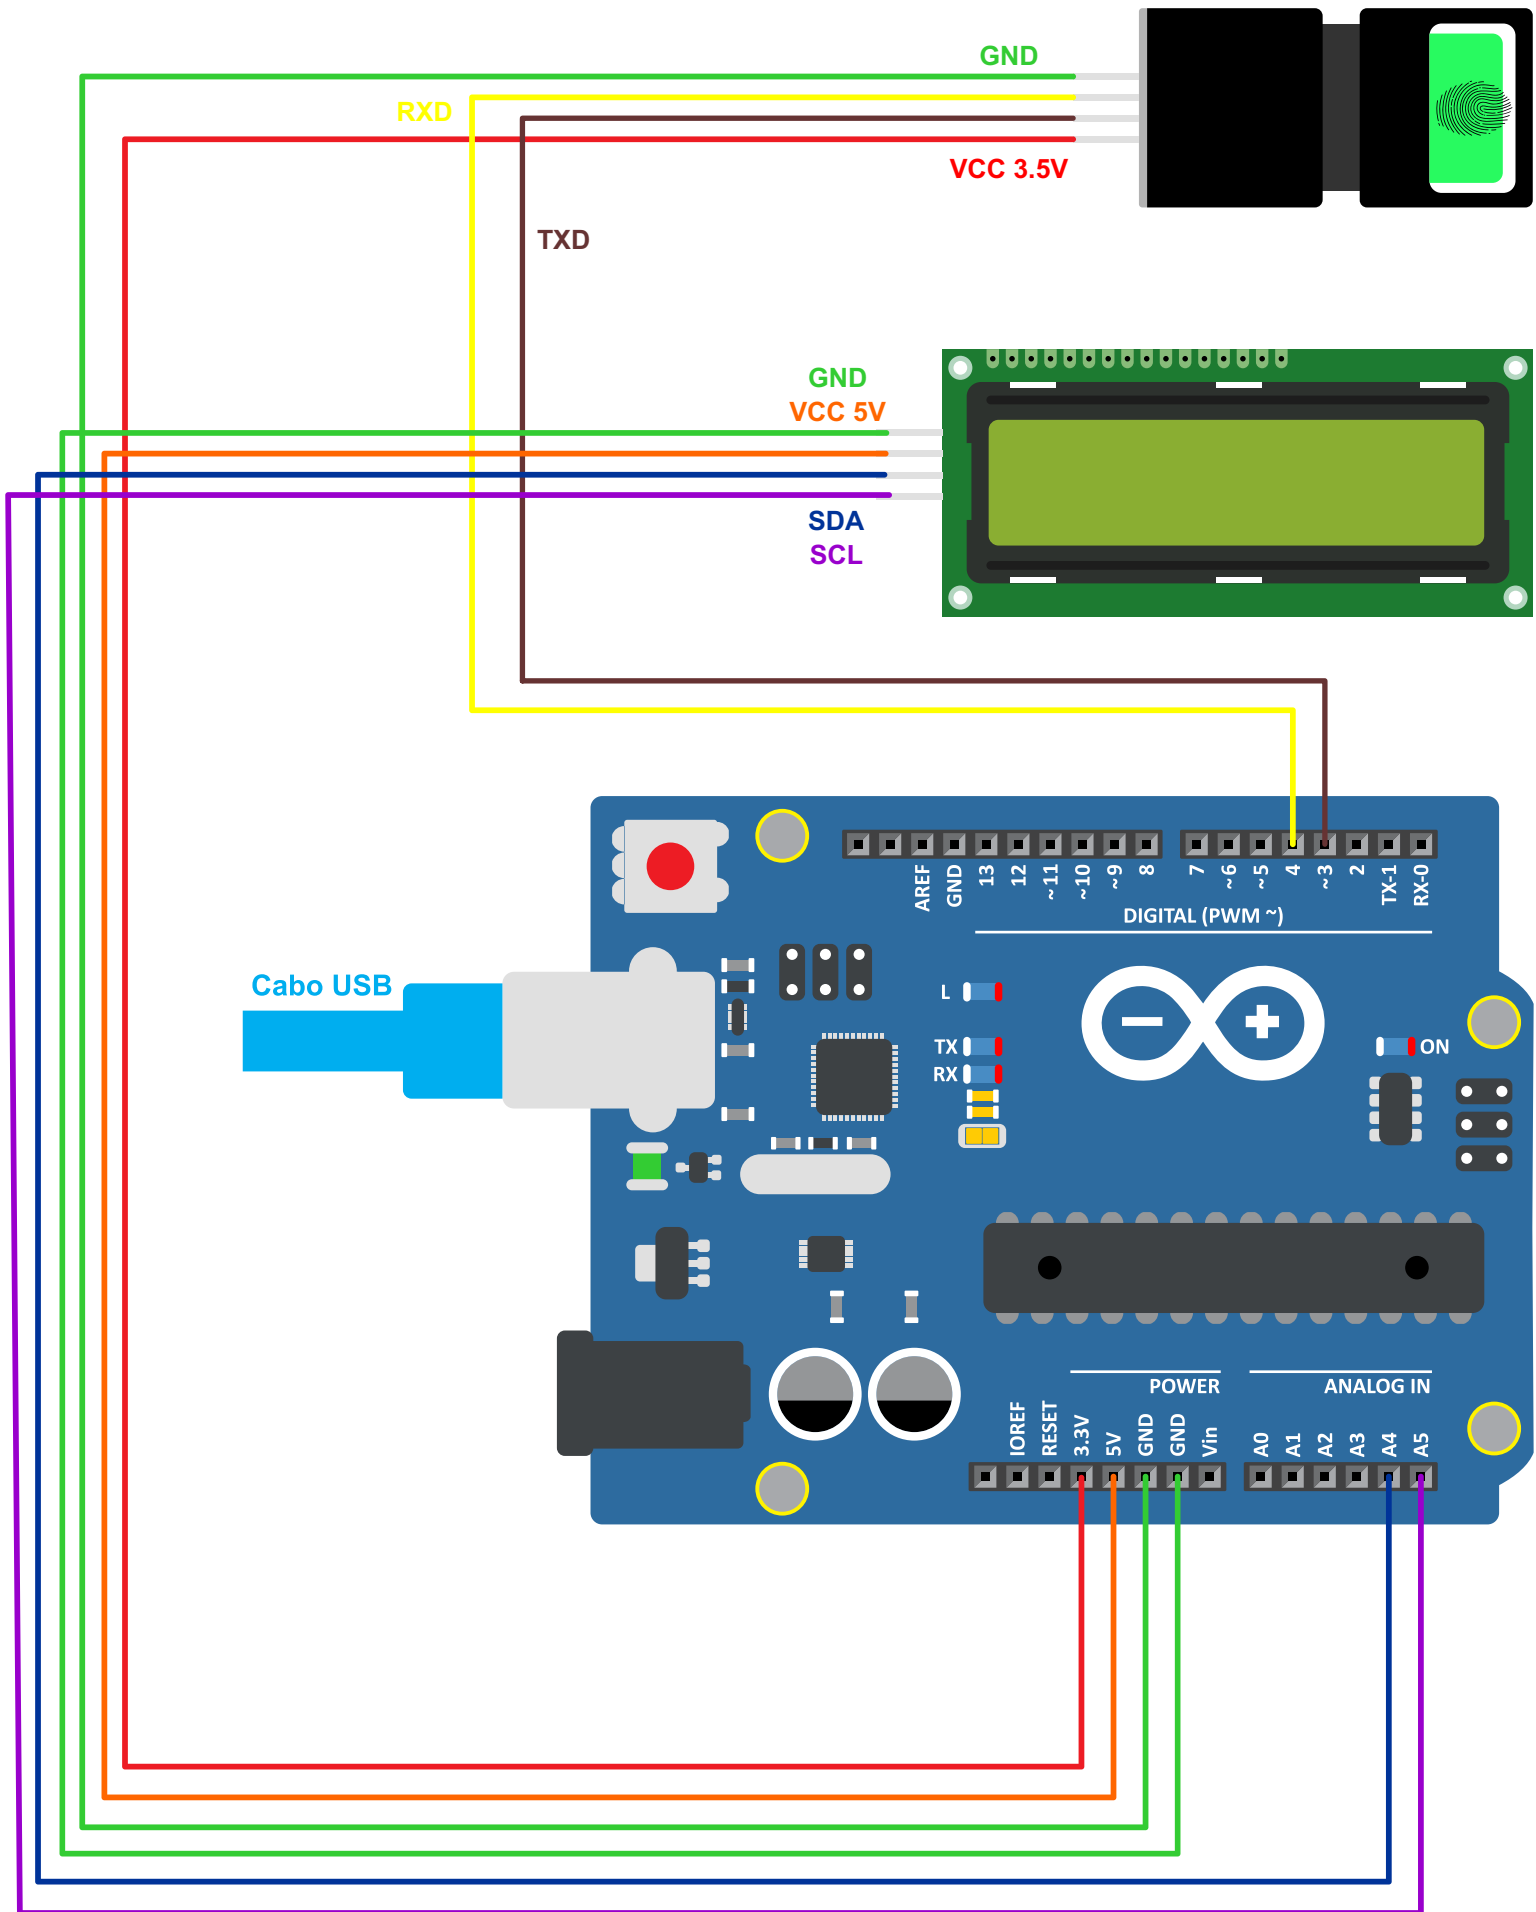 GND
RXD
VCC 3.5V
TXD
GND
VCC 5V
SDA
SCL
AREF
GND
13
12
~11
~10
~9
8
7
~6
~5
4
~3
2
TX-1
RX-0
DIGITAL (PWM ~)
Cabo USB
L
TX
RX
ON
POWER
ANALOG IN
IOREF
RESET
3.3V
5V
GND
GND
Vin
A0
A1
A2
A3
A4
A5